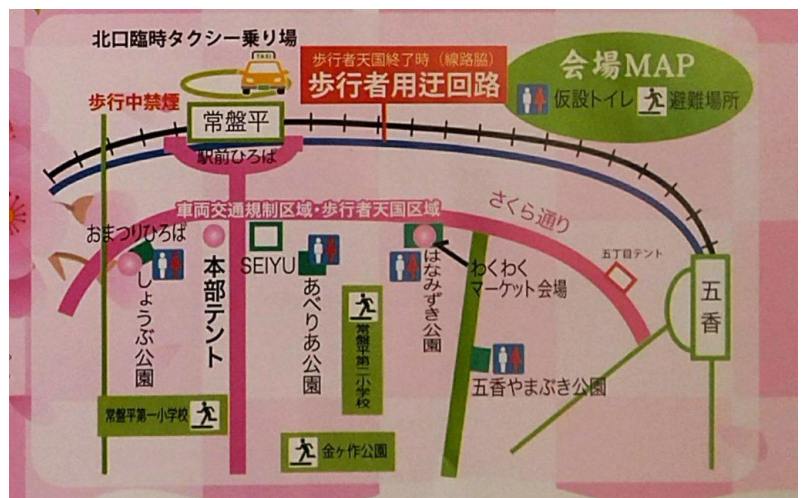 北口臨時タクシー乗り場
TAXI
歩行者天国終了時（線路脇）
歩行者用迂回路
会場MAP
仮設トイレ
避難場所
歩行中禁煙
常盤平
駅前ひろば
車両交通規制区域・歩行者天国区域
さくら通り
おまつりひろば
しょうぶ公園
本部テント
SEIYU
あべりあ公園
常盤平第二小学校
はなみずき公園
わくわく
マーケット会場
五丁目テント
五香
五香やまぶき公園
常盤平第一小学校
金ケ作公園